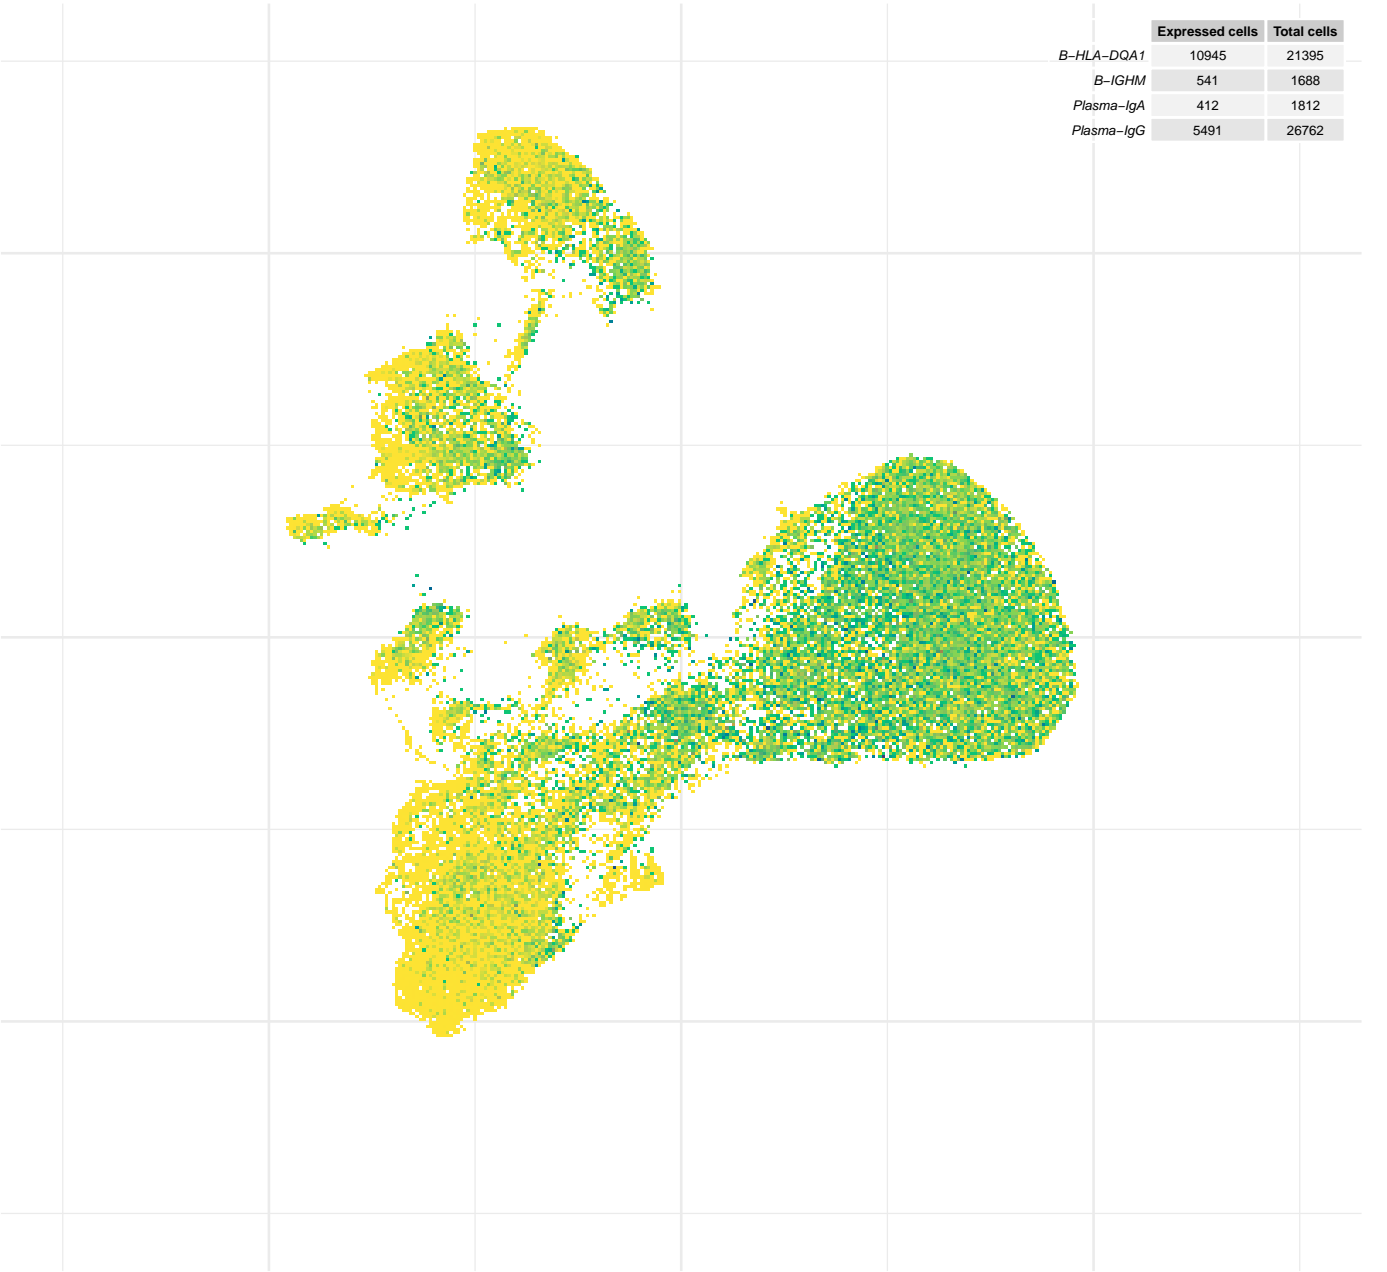 Expressed cells Total cells
B−HLA−DQA1 10945 21395
B−IGHM 541 1688
Plasma−IgA 412 1812
Plasma−IgG 5491 26762